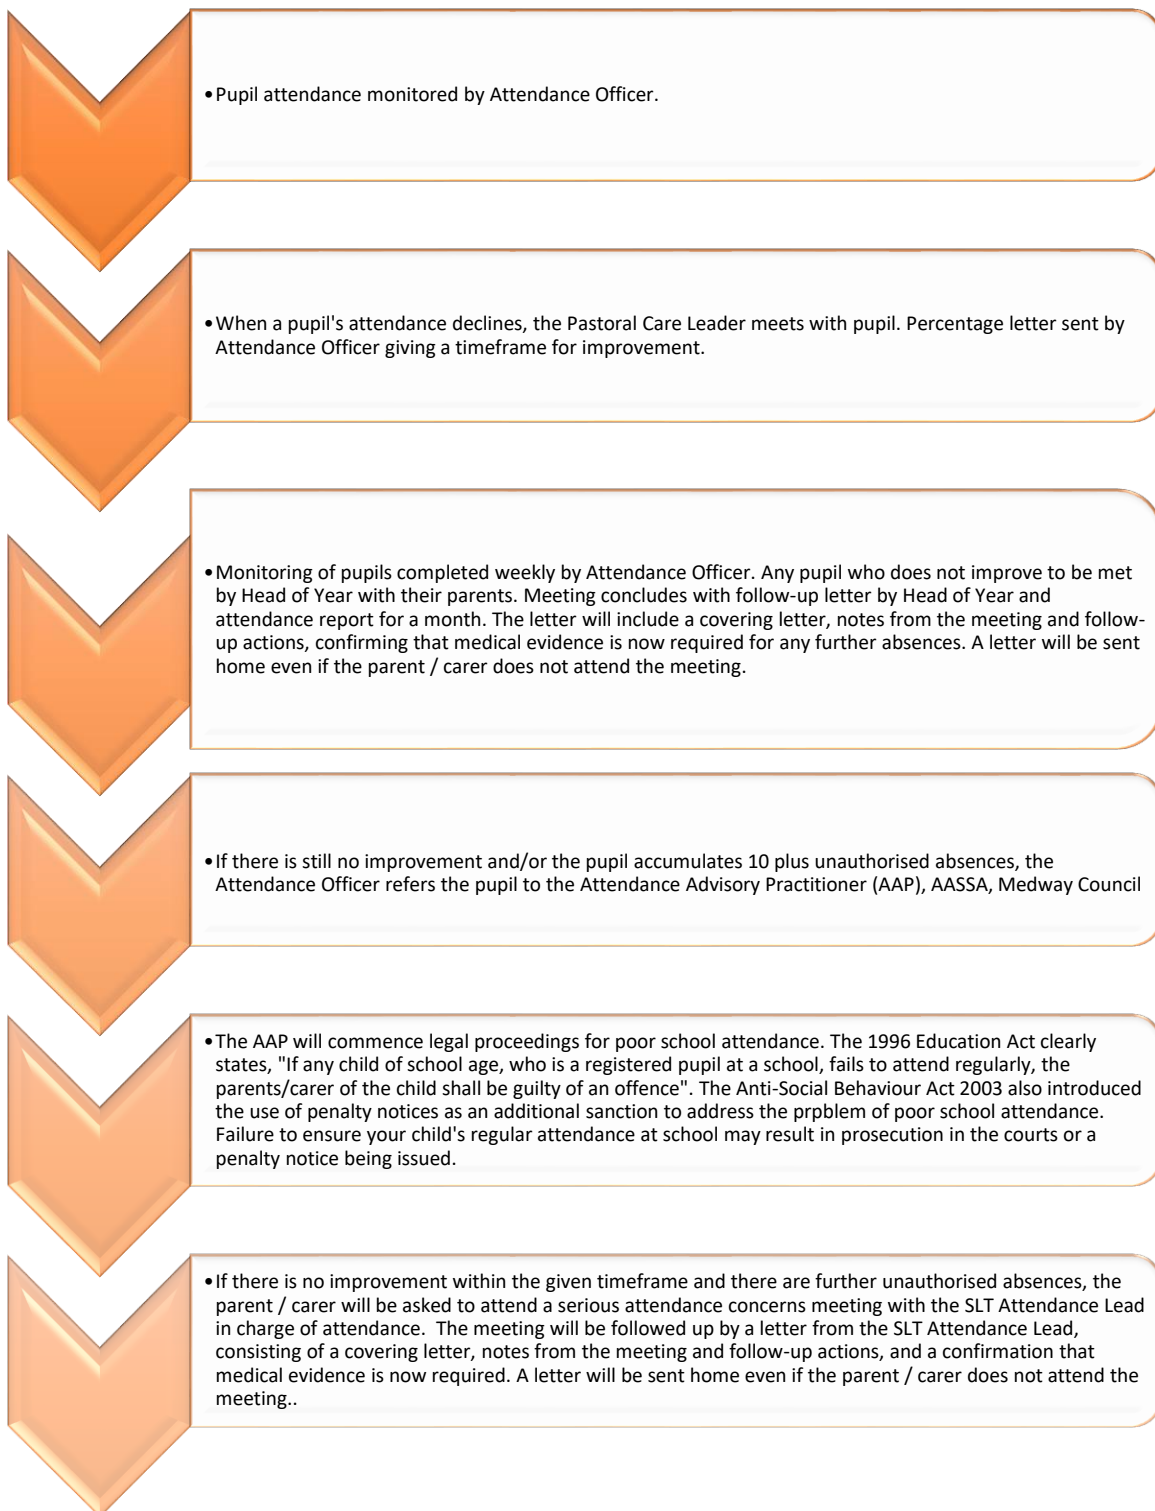 •Pupil attendance monitored by Attendance Officer.
•When a pupil's attendance declines, the Pastoral Care Leader meets with pupil. Percentage letter sent by
Attendance Officer giving a timeframe for improvement.
•Monitoring of pupils completed weekly by Attendance Officer. Any pupil who does not improve to be met
by Head of Year with their parents. Meeting concludes with follow-up letter by Head of Year and
attendance report for a month. The letter will include a covering letter, notes from the meeting and follow-
up actions, confirming that medical evidence is now required for any further absences. A letter will be sent
home even if the parent / carer does not attend the meeting.
•If there is still no improvement and/or the pupil accumulates 10 plus unauthorised absences, the
Attendance Officer refers the pupil to the Attendance Advisory Practitioner (AAP), AASSA, Medway Council
•The AAP will commence legal proceedings for poor school attendance. The 1996 Education Act clearly
states, "If any child of school age, who is a registered pupil at a school, fails to attend regularly, the
parents/carer of the child shall be guilty of an offence". The Anti-Social Behaviour Act 2003 also introduced
the use of penalty notices as an additional sanction to address the prpblem of poor school attendance.
Failure to ensure your child's regular attendance at school may result in prosecution in the courts or a
penalty notice being issued.
•If there is no improvement within the given timeframe and there are further unauthorised absences, the
parent / carer will be asked to attend a serious attendance concerns meeting with the SLT Attendance Lead
in charge of attendance.  The meeting will be followed up by a letter from the SLT Attendance Lead,
consisting of a covering letter, notes from the meeting and follow-up actions, and a confirmation that
medical evidence is now required. A letter will be sent home even if the parent / carer does not attend the
meeting..